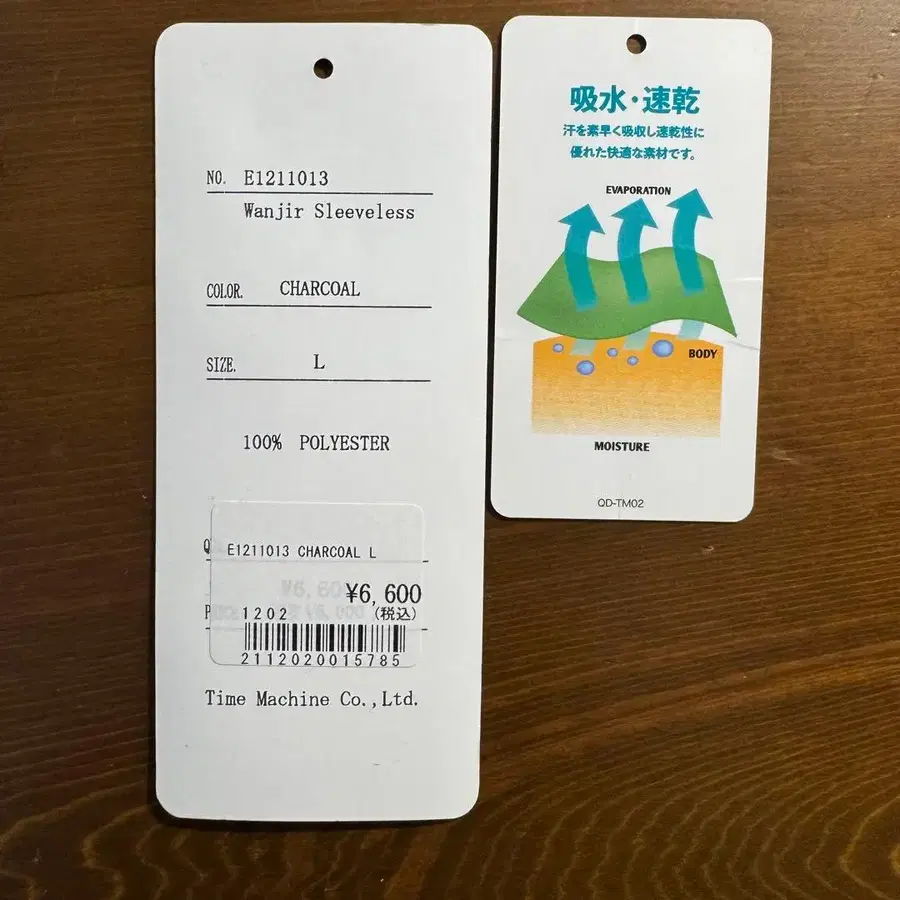 NO. E1211013
Wanjir Sleeveless
COLOR. CHARCOAL
SIZE. L
100% POLYESTER
Q
E1211013 CHARCOAL L
¥6,600
P
1202
(税込)
2112020015785
Time Machine Co.,Ltd.
吸水・速乾
汗を素早く吸収し速乾性に
優れた快適な素材です。
EVAPORATION
BODY
MOISTURE
QD-TM02